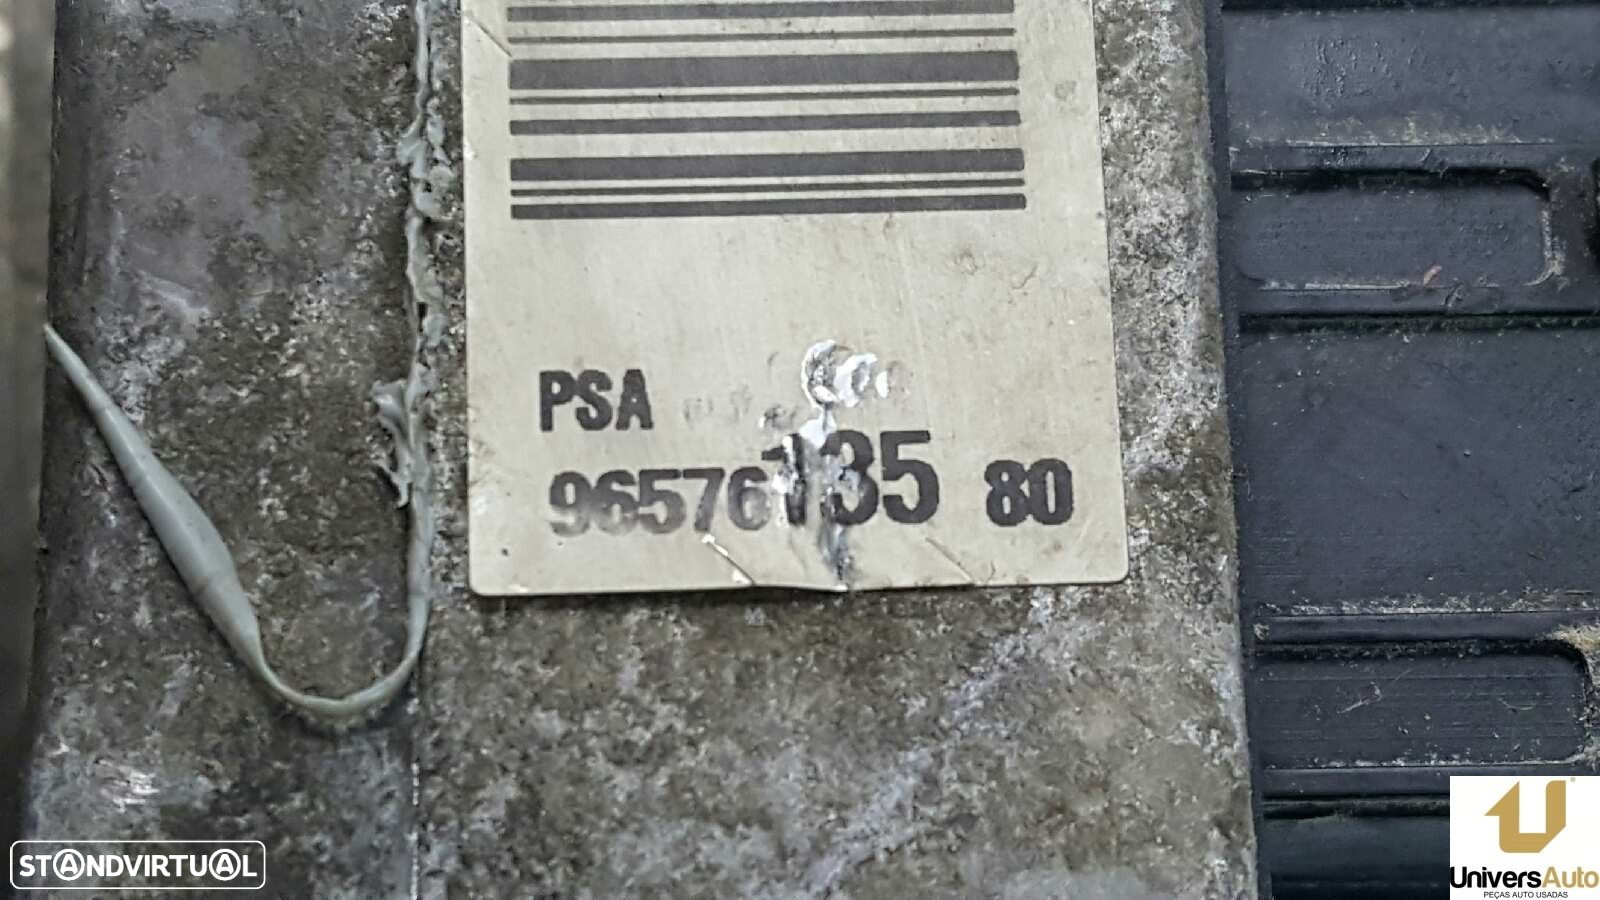 PSA
96576135 80
STANDVIRTUAL
UniversAuto
PEÇAS AUTO USADAS